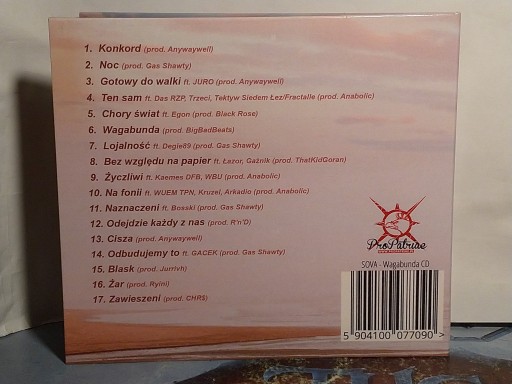 1. Konkord (prod. Anywaywell)
2. Noc (prod. Gas Shawty)
3. Gotowy do walki ft. JURO (prod. Anywaywell)
4. Ten sam ft. Das RZP, Trzeci, Tektyw Siedem Łez/Fractalle (prod. Anabolic)
5. Chory świat ft. Egon (prod. Black Rose)
6. Wagabunda (prod. BigBadBeats)
7. Lojalność ft. Degie89 (prod. Gas Shawty)
8. Bez względu na papier ft. Łazor, Gaźnik (prod. ThatKidGoran)
9. Życzliwi ft. Kaemes DFB, WBU (prod. Anabolic)
10. Na fonii ft. WUEM TPN, Kruzel, Arkadio (prod. Anabolic)
11. Naznaczeni ft. Bosski (prod. Gas Shawty)
12. Odejdzie każdy z nas (prod. R'n'D)
13. Cisza (prod. Anywaywell)
14. Odbudujemy to ft. GACEK (prod. Gas Shawty)
15. Blask (prod. Jurrivh)
16. Żar (prod. Ryini)
17. Zawieszeni (prod. CHRS)
ProPatriae
SOVA - Wagabunda CD
5 904100 077090 >